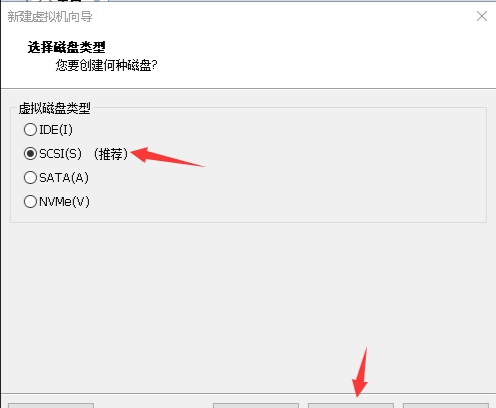 新建虚拟机向导
选择磁盘类型
您要创建何种磁盘?
虚拟磁盘类型
IDE(I)
SCSI(S) (推荐)
SATA(A)
NVMe(V)